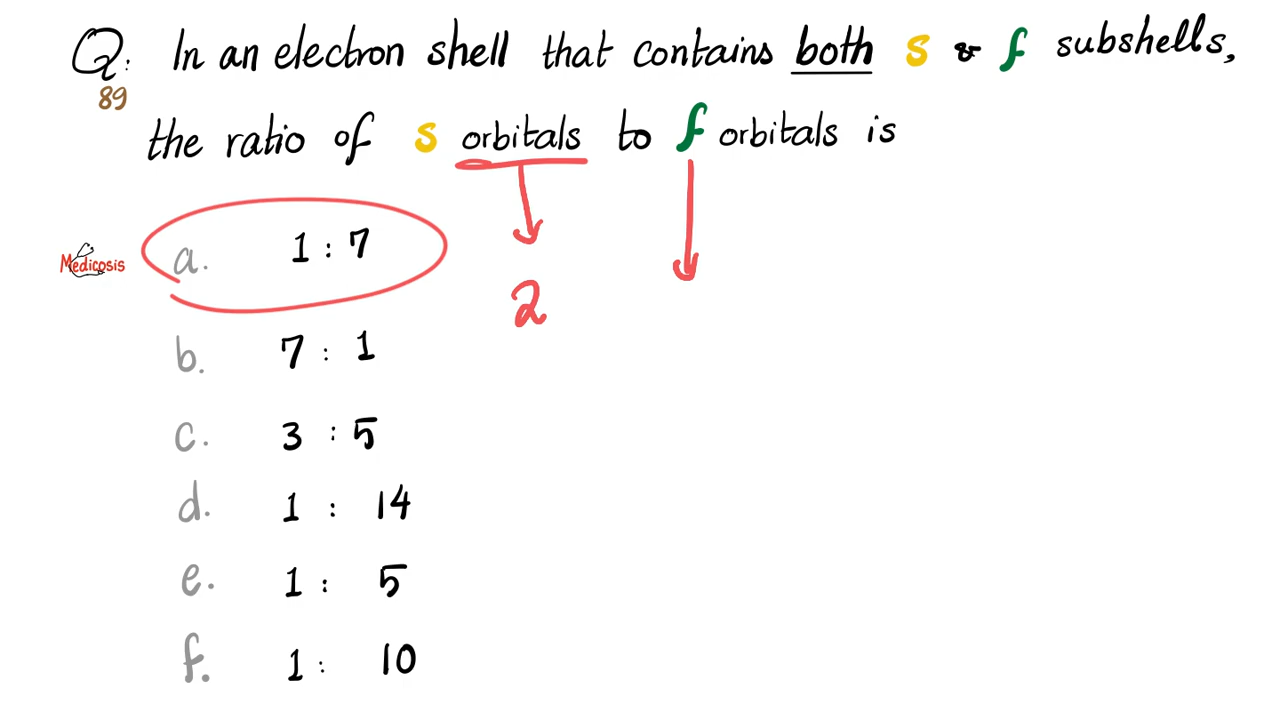 Q: In an electron shell that contains both s & f subshells,
89
the ratio of s orbitals to f orbitals is
Medicosis
a. 1 : 7
2
b. 7 : 1
c. 3 : 5
d. 1 : 14
e. 1 : 5
f. 1 : 10